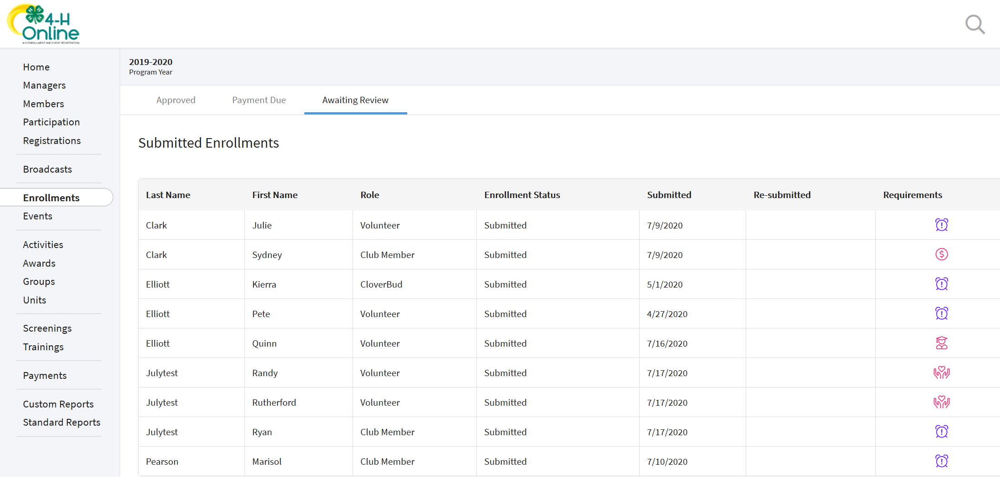 4-H
Online
4-H ENROLLMENT AND EVENT REGISTRATION
Home
Managers
Members
Participation
Registrations
Broadcasts
Enrollments
Events
Activities
Awards
Groups
Units
Screenings
Trainings
Payments
Custom Reports
Standard Reports
2019-2020
Program Year
Approved Payment Due Awaiting Review
Submitted Enrollments
Last Name First Name Role Enrollment Status Submitted Re-submitted Requirements
Clark Julie Volunteer Submitted 7/9/2020
Clark Sydney Club Member Submitted 7/9/2020
Elliott Kierra CloverBud Submitted 5/1/2020
Elliott Pete Volunteer Submitted 4/27/2020
Elliott Quinn Volunteer Submitted 7/16/2020
Julytest Randy Volunteer Submitted 7/17/2020
Julytest Rutherford Volunteer Submitted 7/17/2020
Julytest Ryan Club Member Submitted 7/17/2020
Pearson Marisol Club Member Submitted 7/10/2020